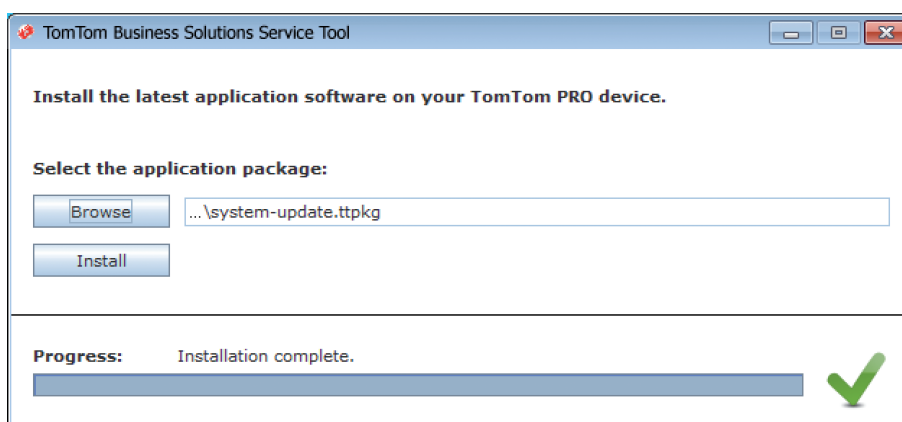 TomTom Business Solutions Service Tool
Install the latest application software on your TomTom PRO device.
Select the application package:
Browse
...\system-update.ttpkg
Install
Progress: Installation complete.